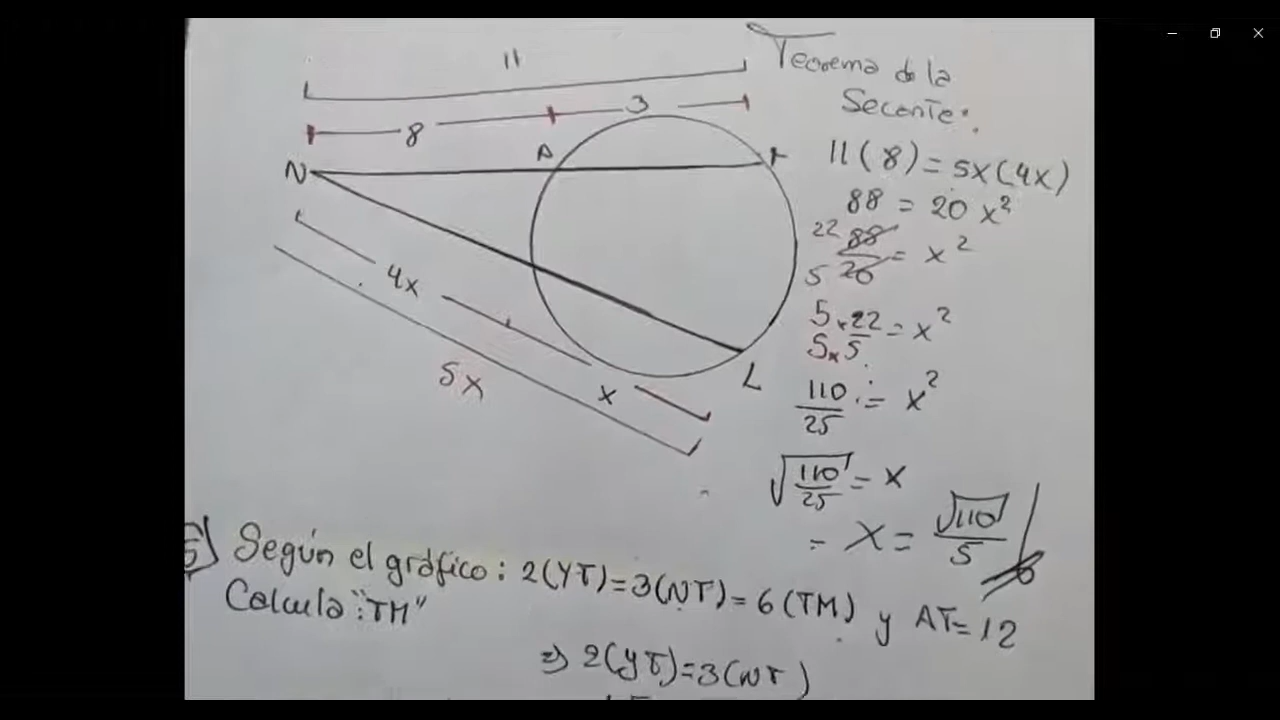 11
Teorema de la
Secante:
3
8
A
N
11(8) = 5x(4x)
88 = 20 x²
22 88 = x²
5 20
4x
5 x 22 = x²
5 x 5
5x
x
L
110 = x²
25
√110 = x
25
= x = √110
5
5) Según el gráfico: 2(YT)=3(NT)=6(TM) y AT=12
Calcula "TM"
⇒ 2(YT)=3(NT)